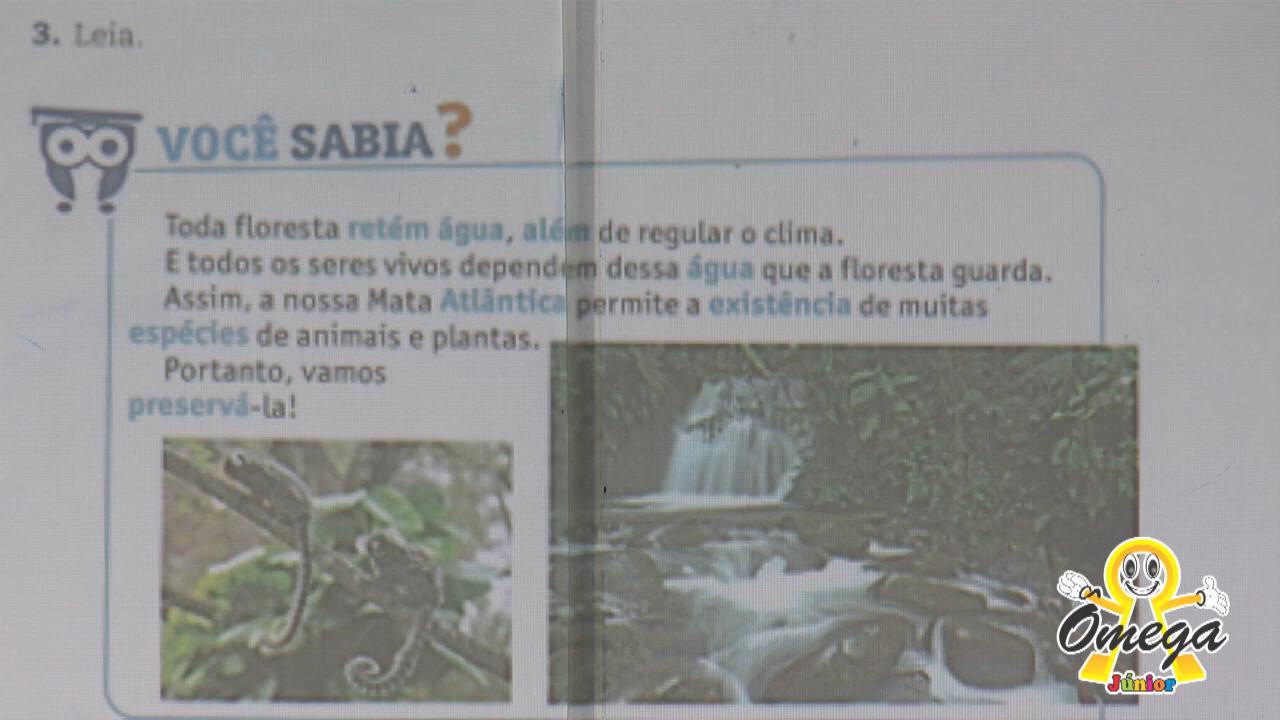 3. Leia.
VOCÊ SABIA?
Toda floresta retém água, além de regular o clima.
E todos os seres vivos dependem dessa água que a floresta guarda.
Assim, a nossa Mata Atlântica permite a existência de muitas
espécies de animais e plantas.
Portanto, vamos
preservá-la!
Ômega
Júnior